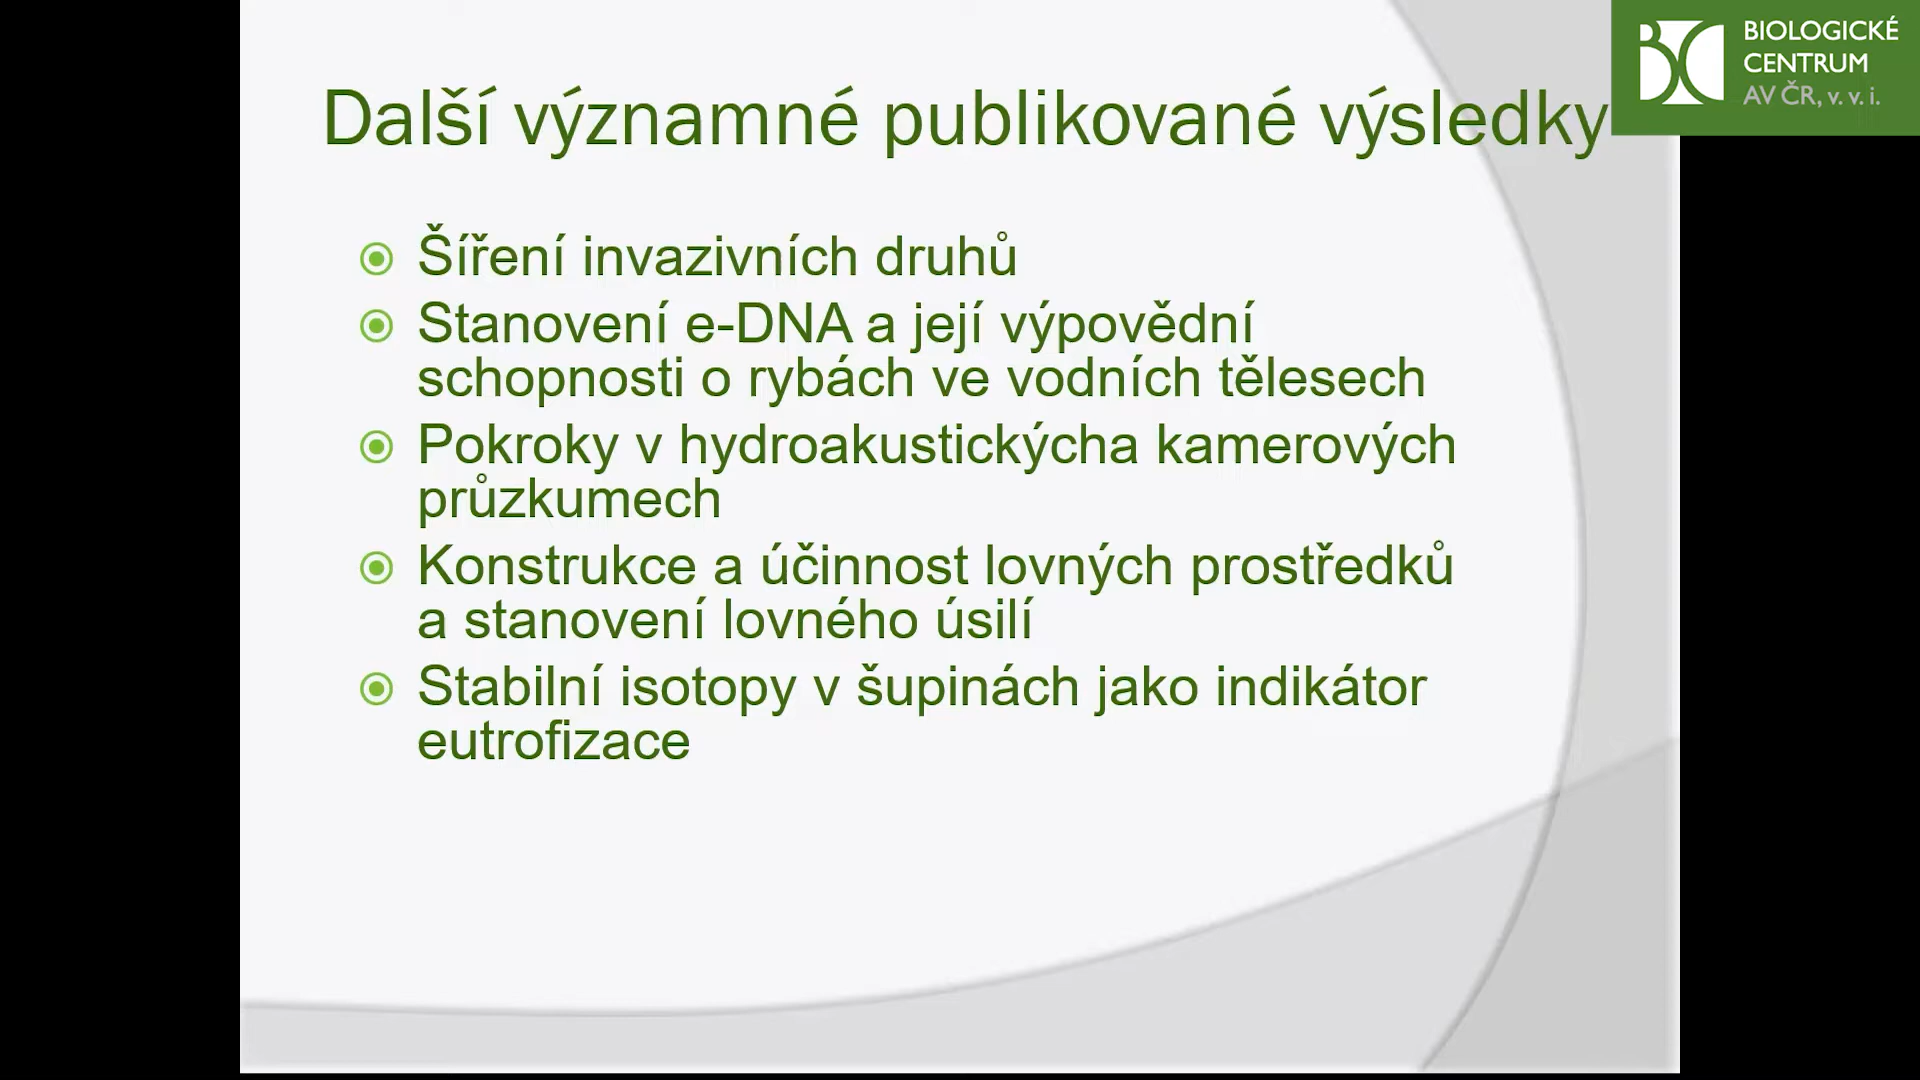 BIOLOGICKÉ
CENTRUM
AV ČR, v. v. i.
Další významné publikované výsledky
Šíření invazivních druhů
Stanovení e-DNA a její výpovědní
schopnosti o rybách ve vodních tělesech
Pokroky v hydroakustickýcha kamerových
průzkumech
Konstrukce a účinnost lovných prostředků
a stanovení lovného úsilí
Stabilní isotopy v šupinách jako indikátor
eutrofizace